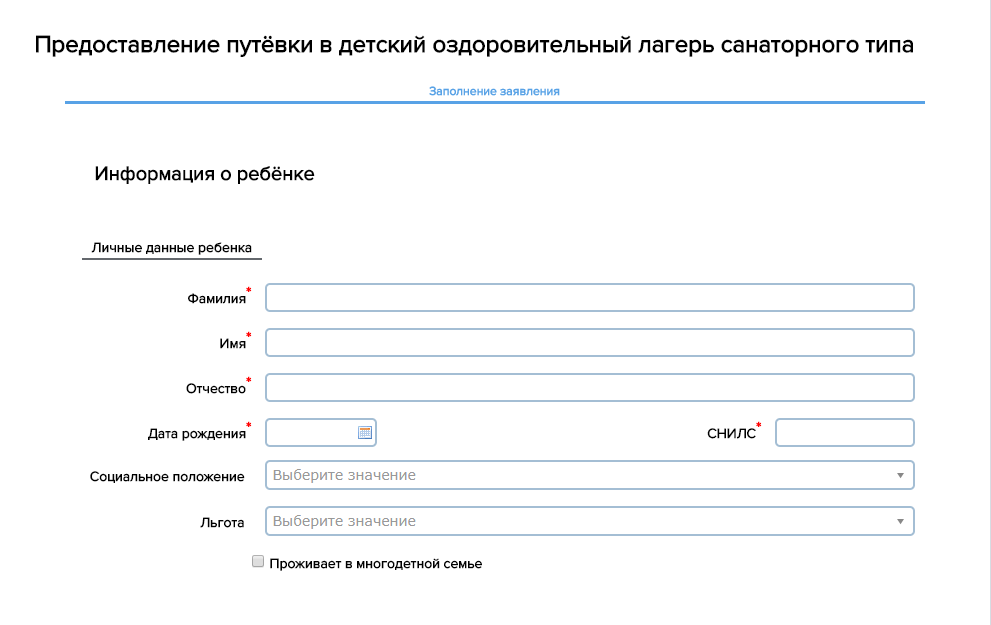 Предоставление путёвки в детский оздоровительный лагерь санаторного типа
Заполнение заявления
Информация о ребёнке
Личные данные ребенка
Фамилия*
Имя*
Отчество*
Дата рождения* СНИЛС*
Социальное положение Выберите значение
Льгота Выберите значение
Проживает в многодетной семье